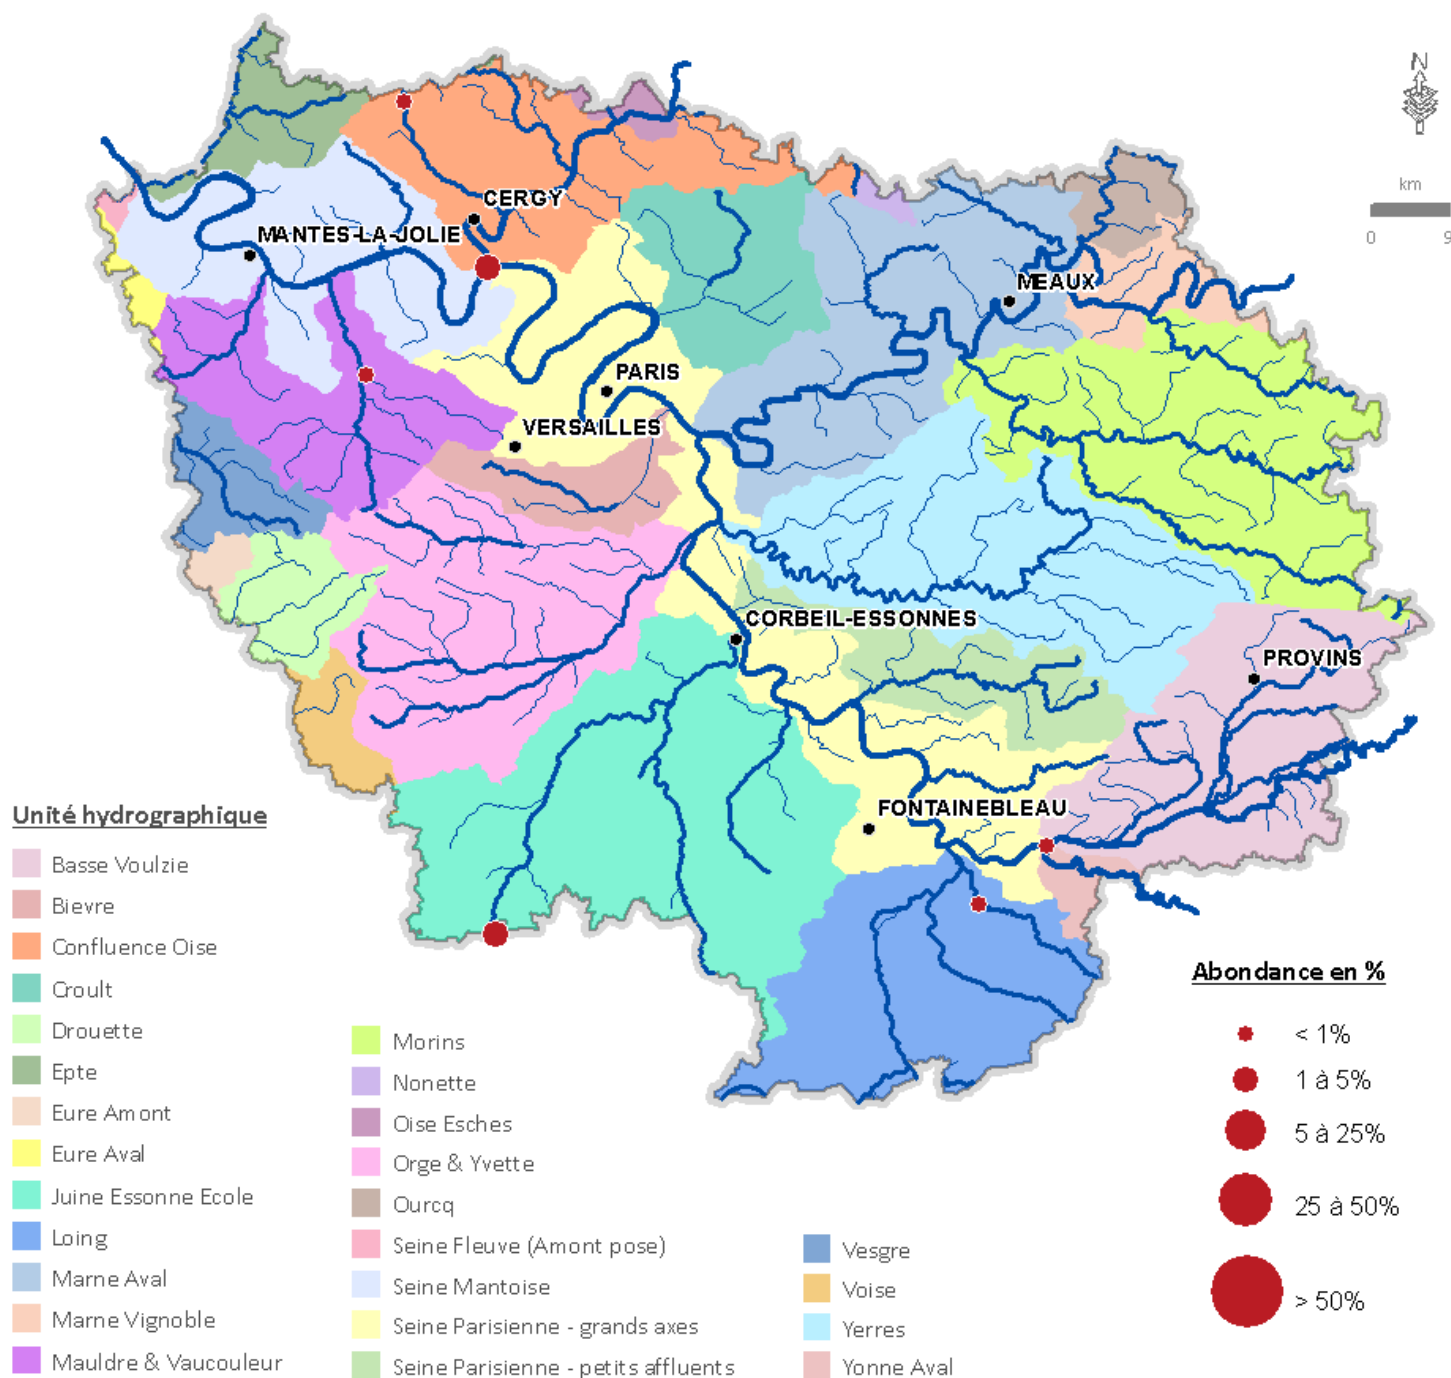 N
km
0 9
CERGY
MANTES-LA-JOLIE
MEAUX
PARIS
VERSAILLES
CORBEIL-ESSONNES
PROVINS
FONTAINEBLEAU
Unité hydrographique
Basse Voulzie
Bievre
Confluence Oise
Croult
Drouette
Epte
Eure Amont
Eure Aval
Juine Essonne Ecole
Loing
Marne Aval
Marne Vignoble
Mauldre & Vaucouleur
Morins
Nonette
Oise Esches
Orge & Yvette
Ourcq
Seine Fleuve (Amont pose)
Seine Mantoise
Seine Parisienne - grands axes
Seine Parisienne - petits affluents
Vesgre
Voise
Yerres
Yonne Aval
Abondance en %
< 1%
1 à 5%
5 à 25%
25 à 50%
> 50%